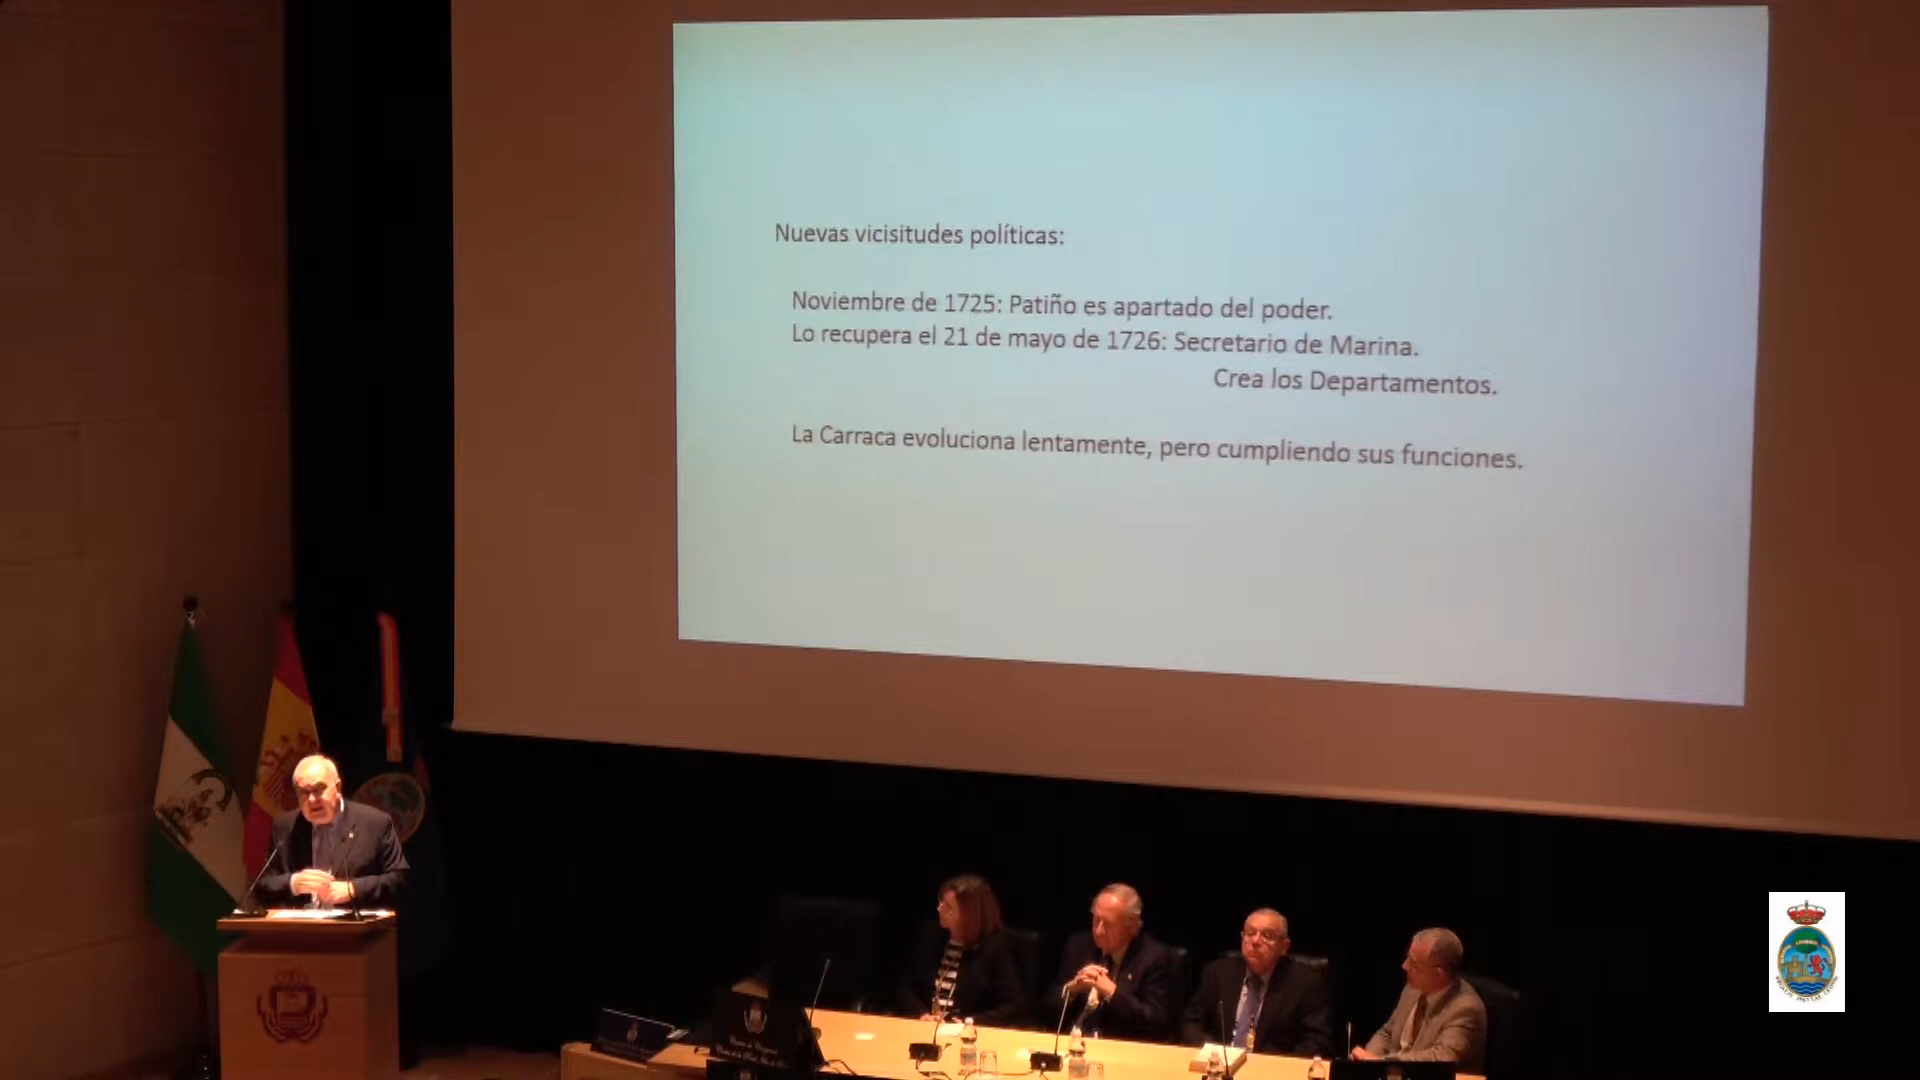 Nuevas vicisitudes políticas:
Noviembre de 1725: Patiño es apartado del poder.
Lo recupera el 21 de mayo de 1726: Secretario de Marina.
Crea los Departamentos.
La Carraca evoluciona lentamente, pero cumpliendo sus funciones.